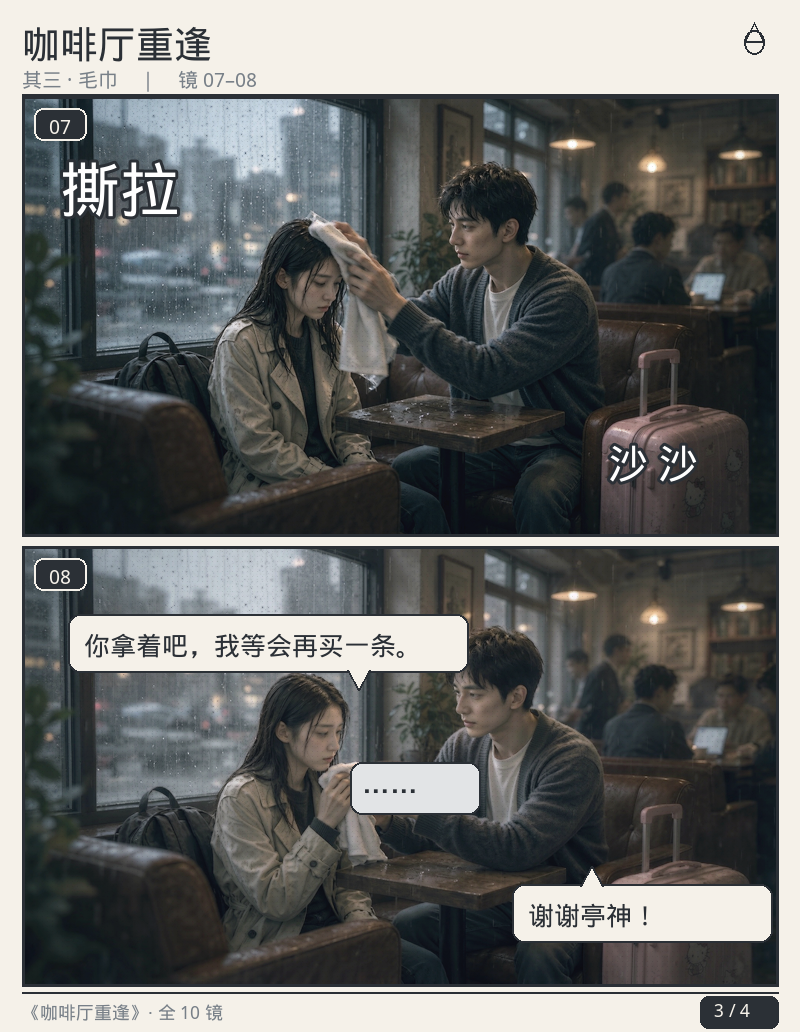 咖啡厅重逢
其三 · 毛巾 | 镜 07–08
07
撕拉
沙 沙
08
你拿着吧，我等会再买一条。
……
谢谢亭神！
《咖啡厅重逢》· 全 10 镜
3 / 4